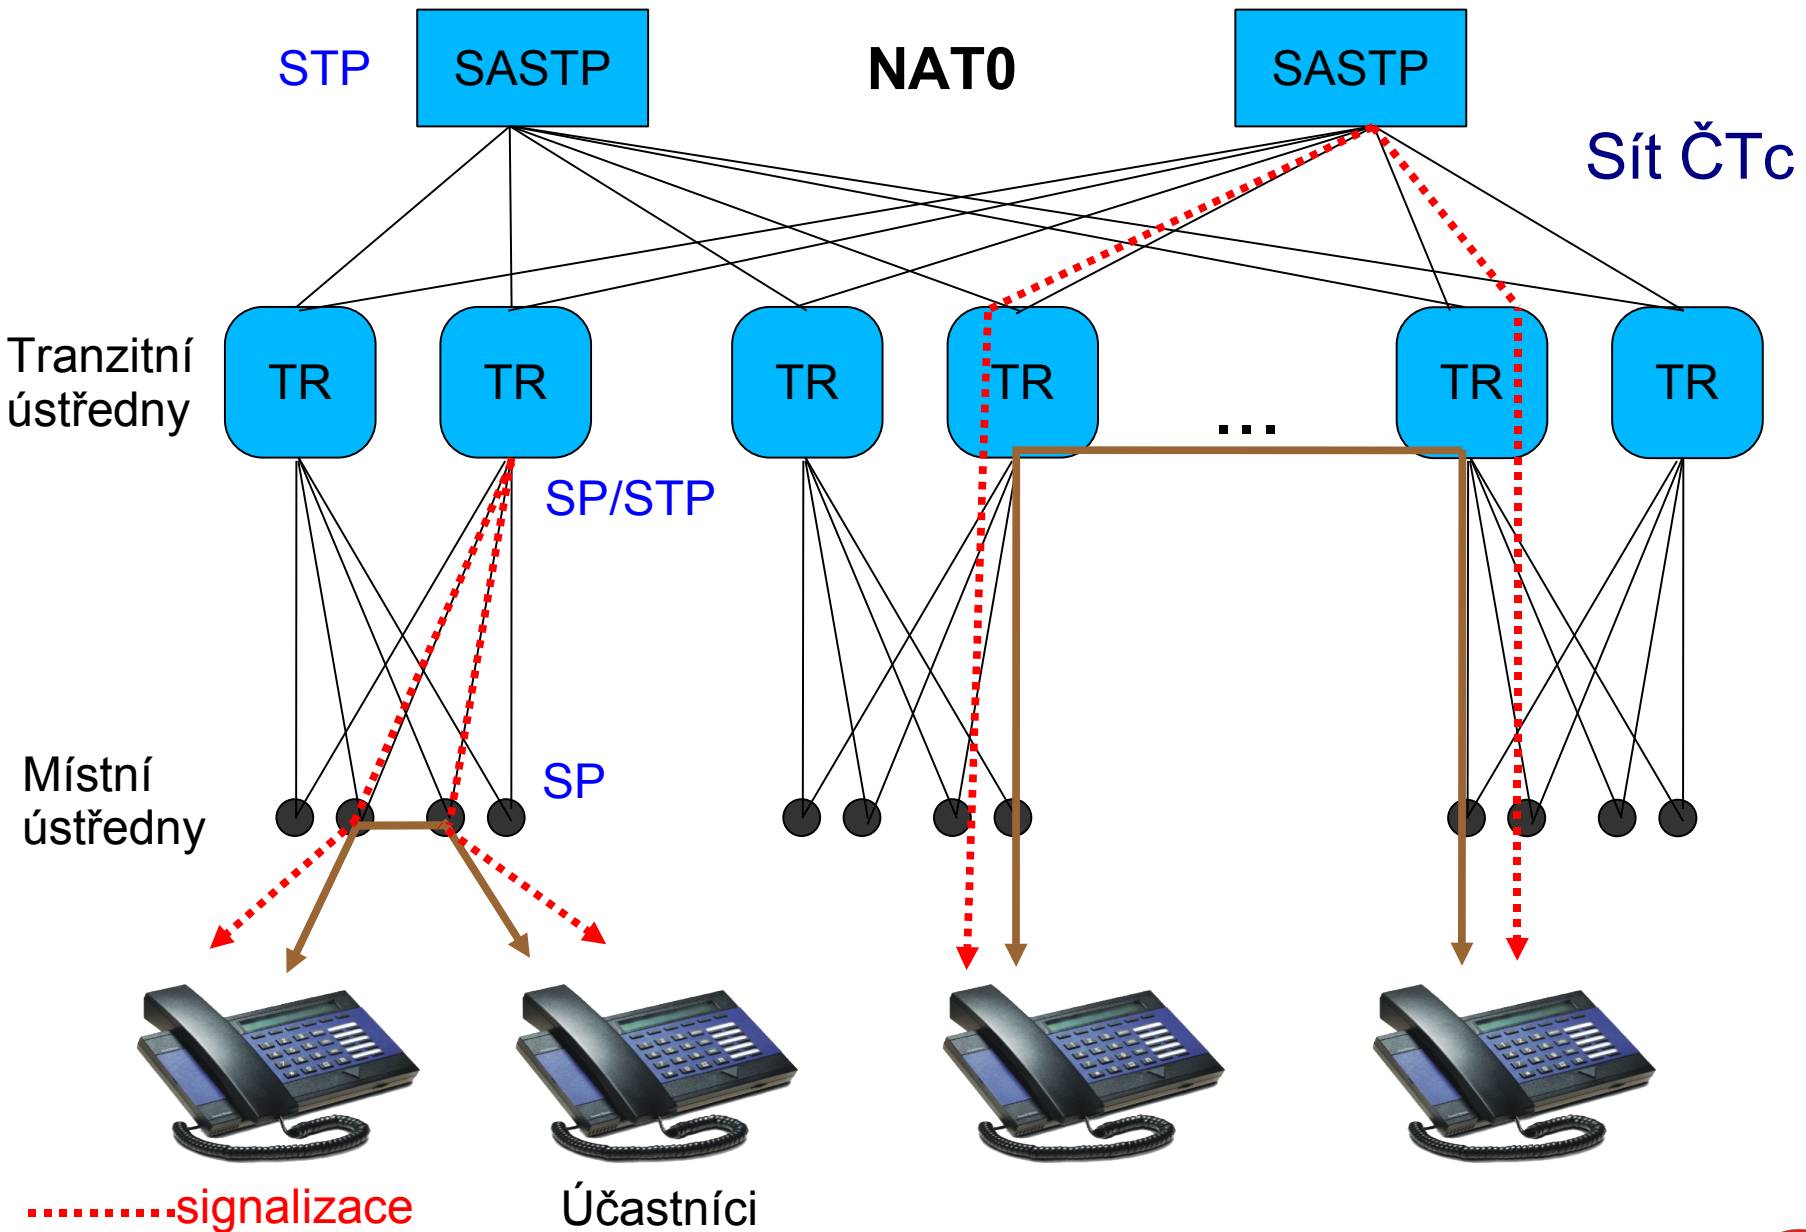 STP
SASTP
NAT0
SASTP
Sít ČTc
Tranzitní
ústředny
TR
TR
TR
TR
...
TR
TR
SP/STP
Místní
ústředny
SP
signalizace
Účastníci